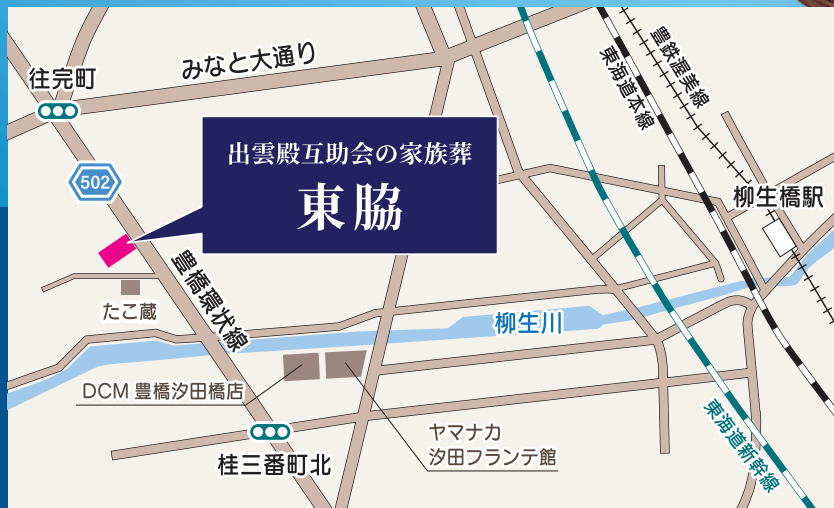 みなと大通り
往完町
豊鉄渥美線
東海道本線
502
出雲殿互助会の家族葬
東脇
柳生橋駅
豊橋環状線
たこ蔵
柳生川
DCM 豊橋汐田橋店
ヤマナカ
汐田フランテ館
桂三番町北
東海道新幹線